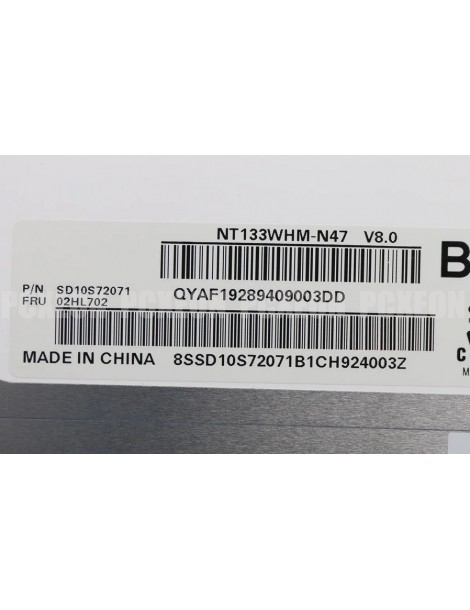 NT133WHM-N47 V8.0
B
P/N SD10S72071
QYAF19289409003DD
FRU 02HL702
MADE IN CHINA 8SSD10S72071B1CH924003Z